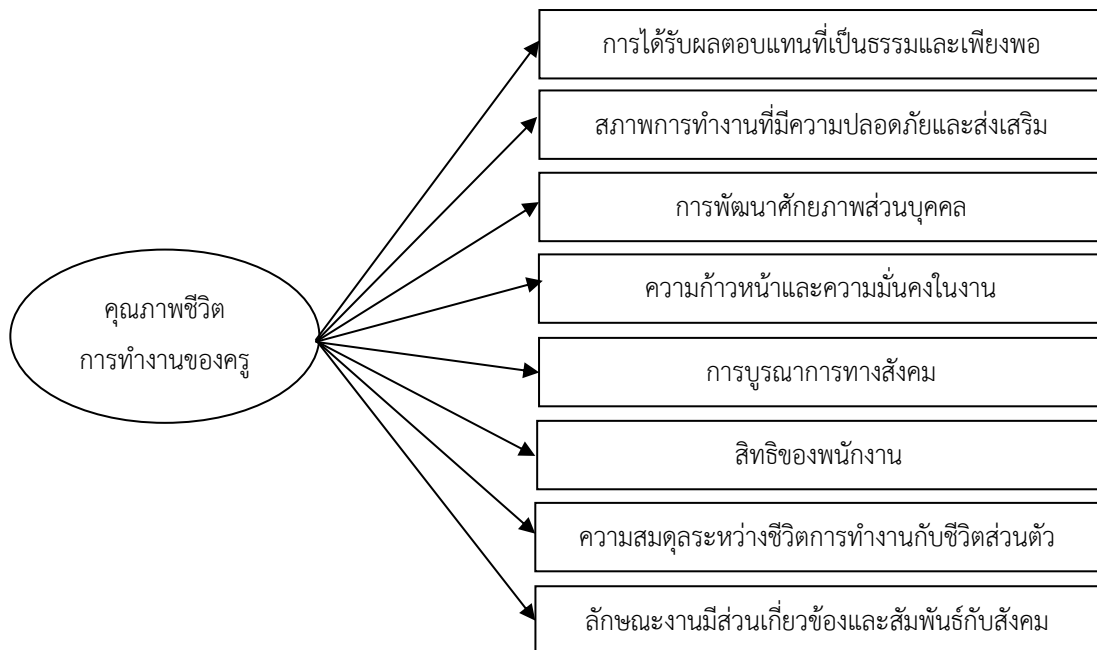 การได้รับผลตอบแทนที่เป็นธรรมและเพียงพอ
สภาพการทำงานที่มีความปลอดภัยและส่งเสริม
การพัฒนาศักยภาพส่วนบุคคล
ความก้าวหน้าและความมั่นคงในงาน
คุณภาพชีวิต
การทำงานของครู
การบูรณาการทางสังคม
สิทธิของพนักงาน
ความสมดุลระหว่างชีวิตการทำงานกับชีวิตส่วนตัว
ลักษณะงานมีส่วนเกี่ยวข้องและสัมพันธ์กับสังคม